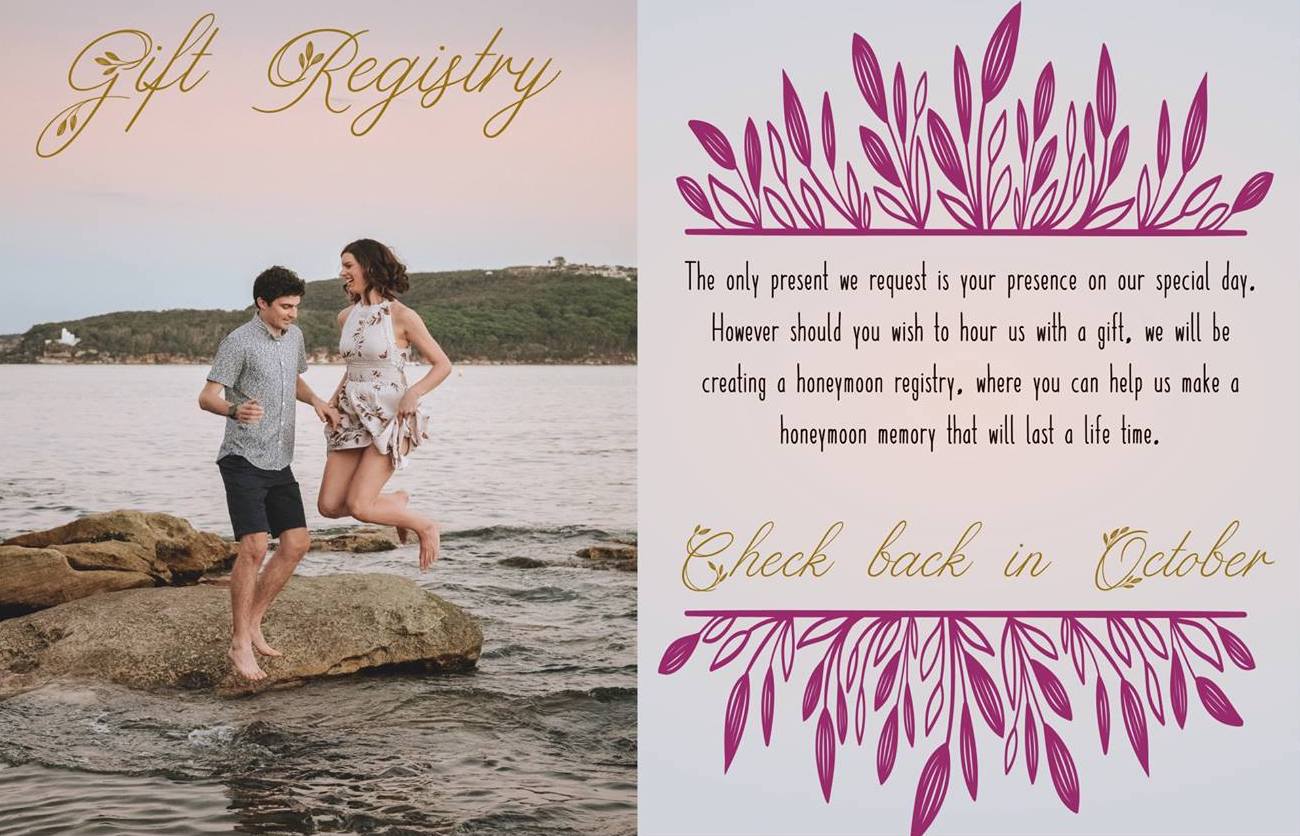 Gift Registry
The only present we request is your presence on our special day.
However should you wish to hour us with a gift, we will be
creating a honeymoon registry, where you can help us make a
honeymoon memory that will last a life time.
Check back in October